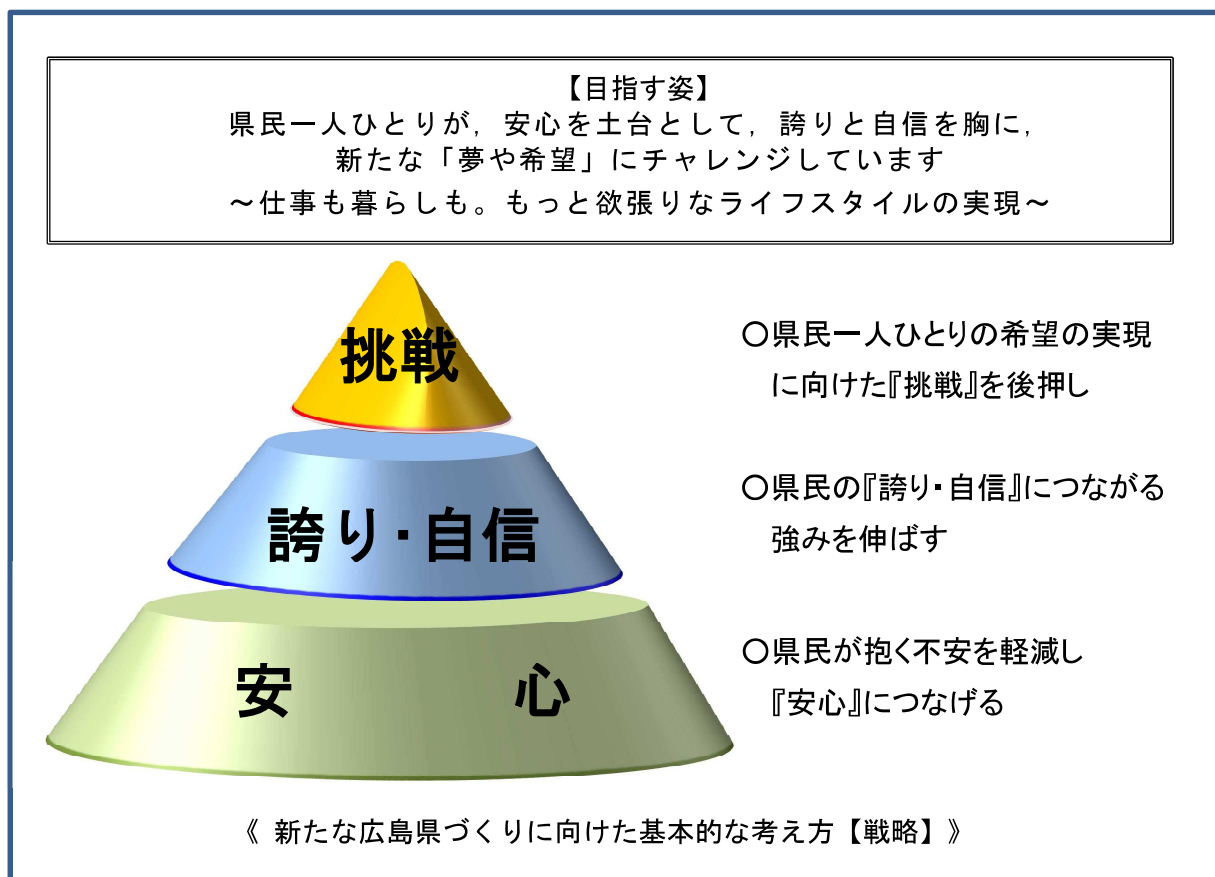 【目指す姿】
県民一人ひとりが，安心を土台として，誇りと自信を胸に，
新たな「夢や希望」にチャレンジしています
～仕事も暮らしも。もっと欲張りなライフスタイルの実現～
挑戦
〇県民一人ひとりの希望の実現
に向けた『挑戦』を後押し
誇り・自信
〇県民の『誇り・自信』につながる
強みを伸ばす
安　心
〇県民が抱く不安を軽減し
『安心』につなげる
《 新たな広島県づくりに向けた基本的な考え方【戦略】》